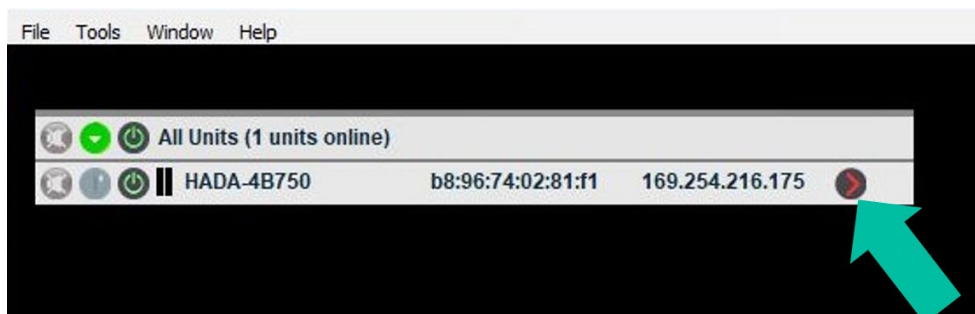 File Tools Window Help
All Units (1 units online)
HADA-4B750 b8:96:74:02:81:f1 169.254.216.175